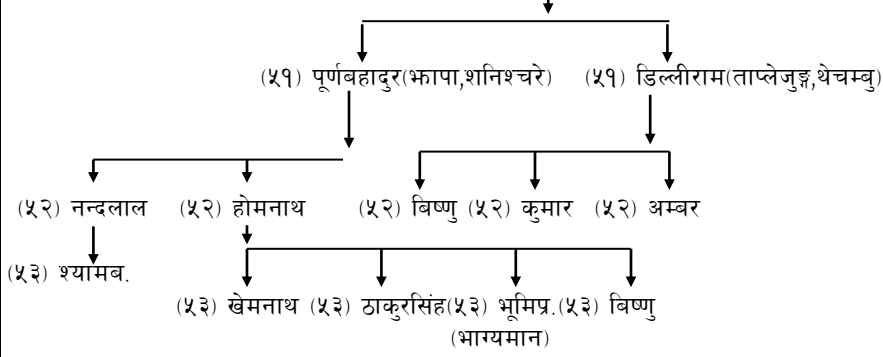 (५१) पूर्णबहादुर(झापा,शनिश्चरे) (५१) डिल्लीराम(ताप्लेजुङ्ग,थेचम्बु)
(५२) नन्दलाल (५२) होमनाथ (५२) बिष्णु (५२) कुमार (५२) अम्बर
(५३) श्यामब.
(५३) खेमनाथ (५३) ठाकुरसिंह(५३) भूमिप्र.(५३) बिष्णु
(भाग्यमान)